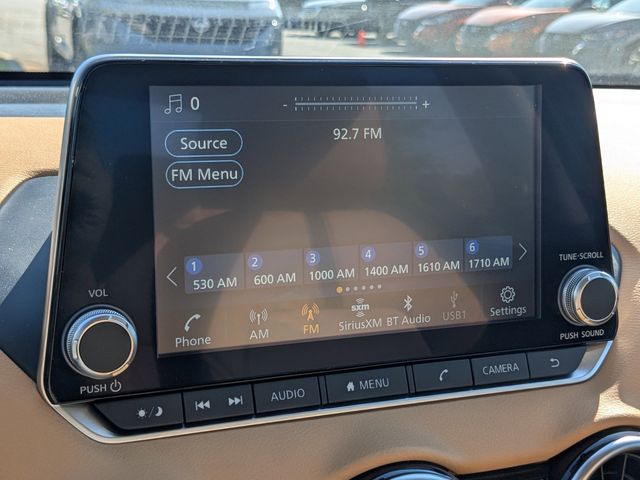 0 - +
92.7 FM
Source
FM Menu
1 2 3 4 5 6
530 AM 600 AM 1000 AM 1400 AM 1610 AM 1710 AM
Phone AM FM SiriusXM BT Audio USB1 Settings
sxm
TUNE·SCROLL
PUSH SOUND
VOL
PUSH
AUDIO MENU CAMERA